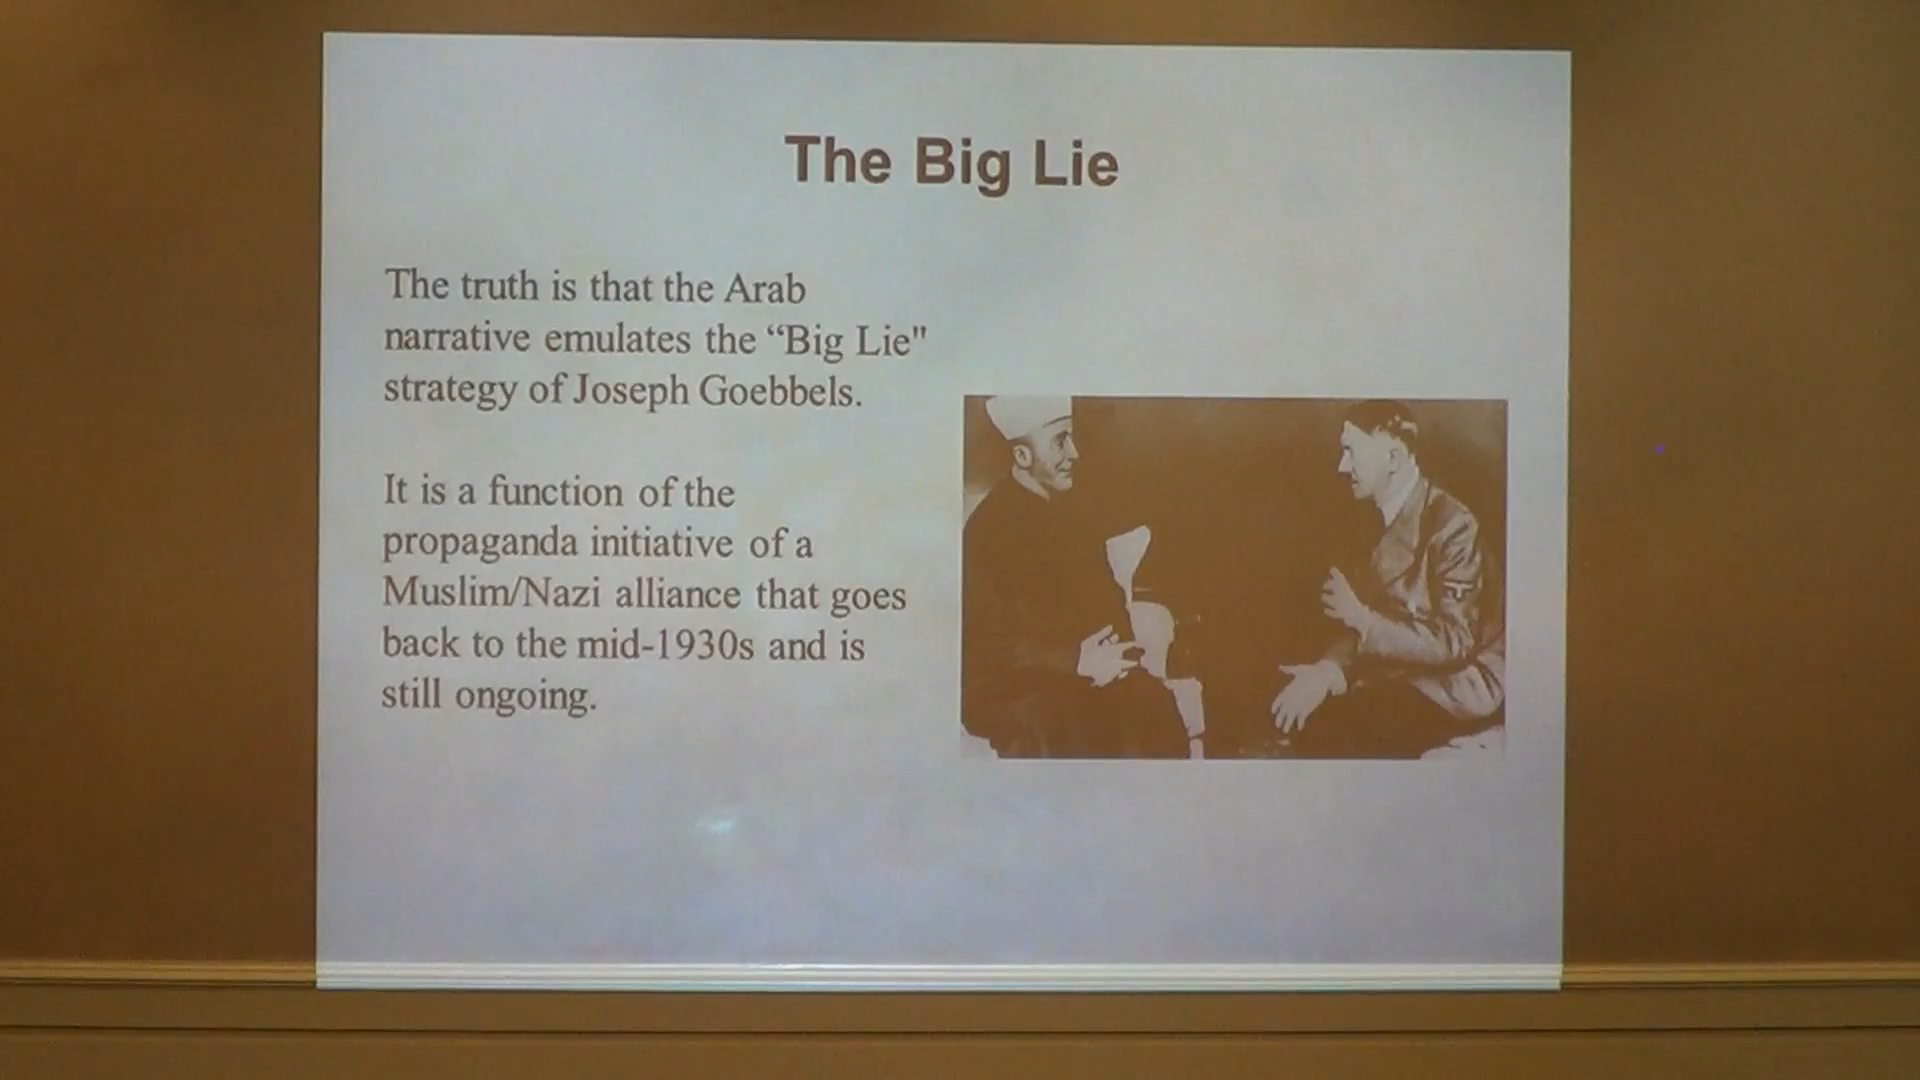 The Big Lie
The truth is that the Arab
narrative emulates the “Big Lie"
strategy of Joseph Goebbels.
It is a function of the
propaganda initiative of a
Muslim/Nazi alliance that goes
back to the mid-1930s and is
still ongoing.